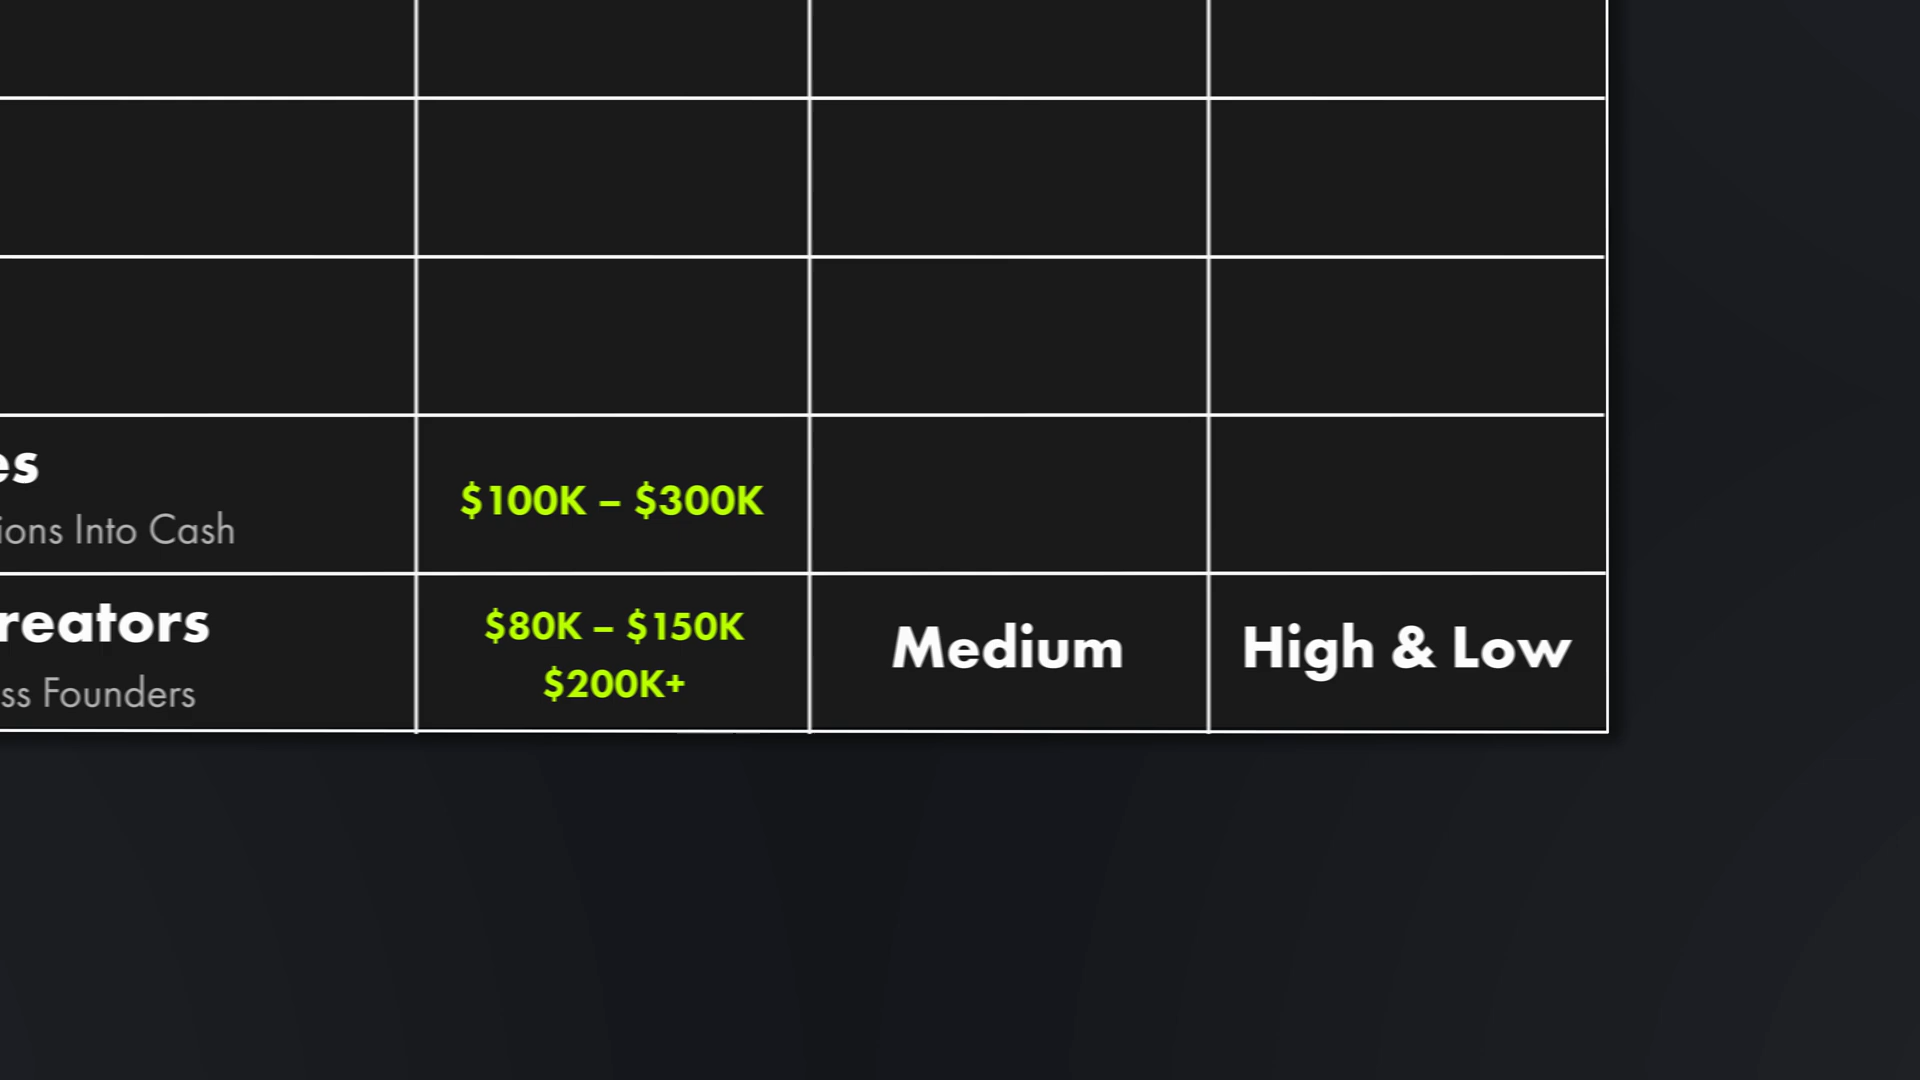 es
ions Into Cash
$100K – $300K
reators
ss Founders
$80K – $150K
$200K+
Medium
High & Low